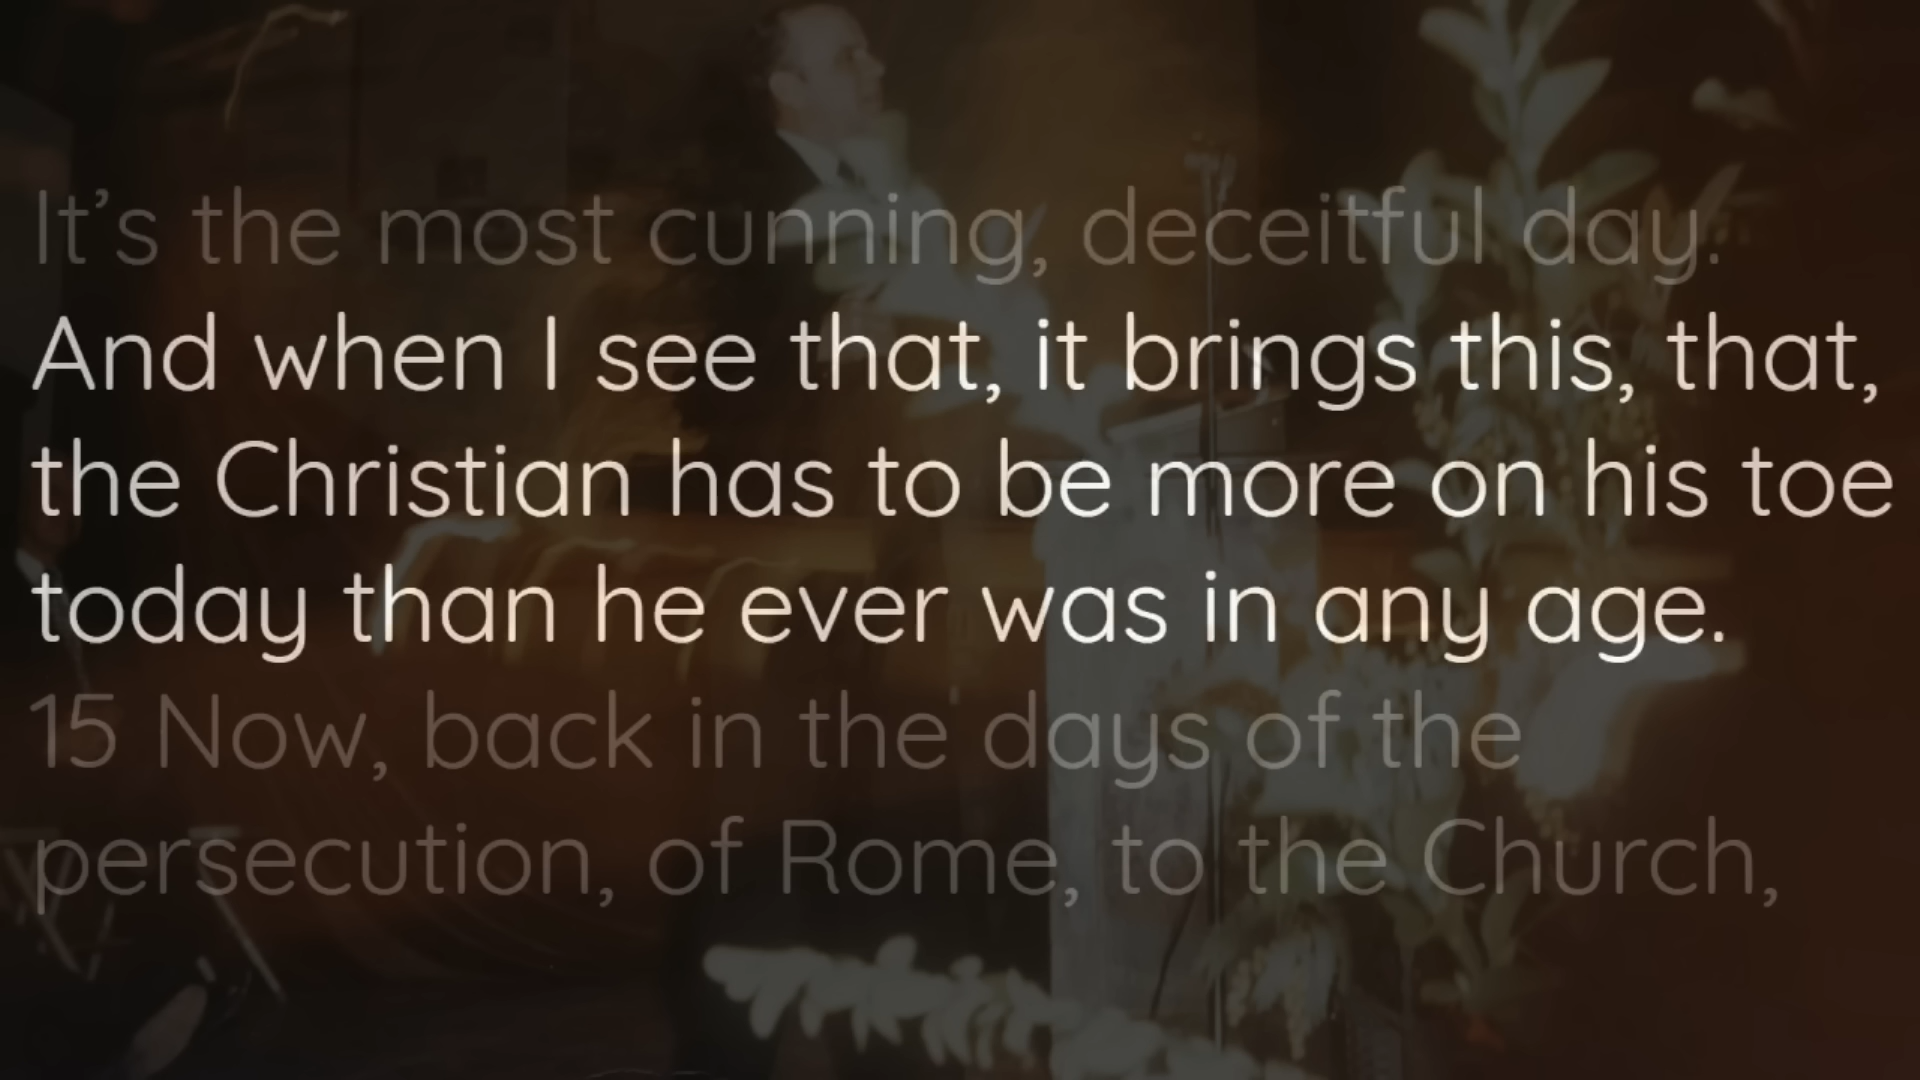 It’s the most cunning, deceitful day.
And when I see that, it brings this, that,
the Christian has to be more on his toe
today than he ever was in any age.
15 Now, back in the days of the
persecution, of Rome, to the Church,